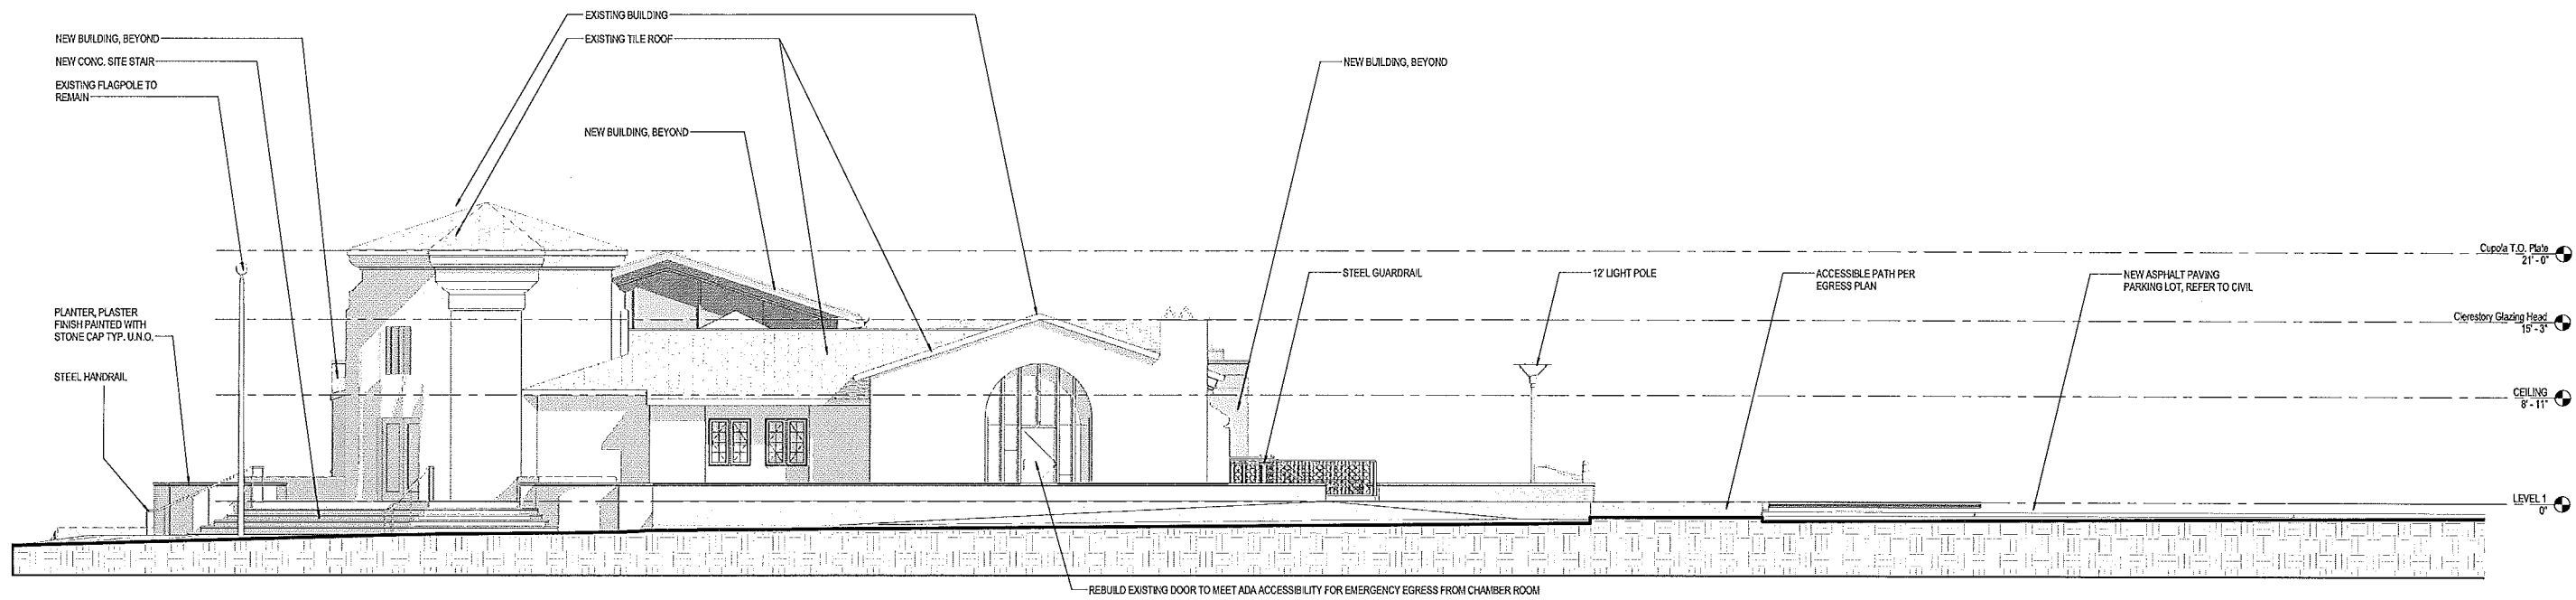 EXISTING BUILDING
NEW BUILDING, BEYOND
EXISTING TILE ROOF
NEW CONC. SITE STAIR
NEW BUILDING, BEYOND
EXISTING FLAGPOLE TO
REMAIN
NEW BUILDING, BEYOND
Cupola T.O. Plate
21' - 0"
STEEL GUARDRAIL
12' LIGHT POLE
ACCESSIBLE PATH PER
EGRESS PLAN
NEW ASPHALT PAVING
PARKING LOT, REFER TO CIVIL
PLANTER, PLASTER
FINISH PAINTED WITH
STONE CAP TYP. U.N.O.
Clerestory Glazing Head
15' - 3"
STEEL HANDRAIL
CEILING
8' - 11"
LEVEL 1
0"
REBUILD EXISTING DOOR TO MEET ADA ACCESSIBILITY FOR EMERGENCY EGRESS FROM CHAMBER ROOM